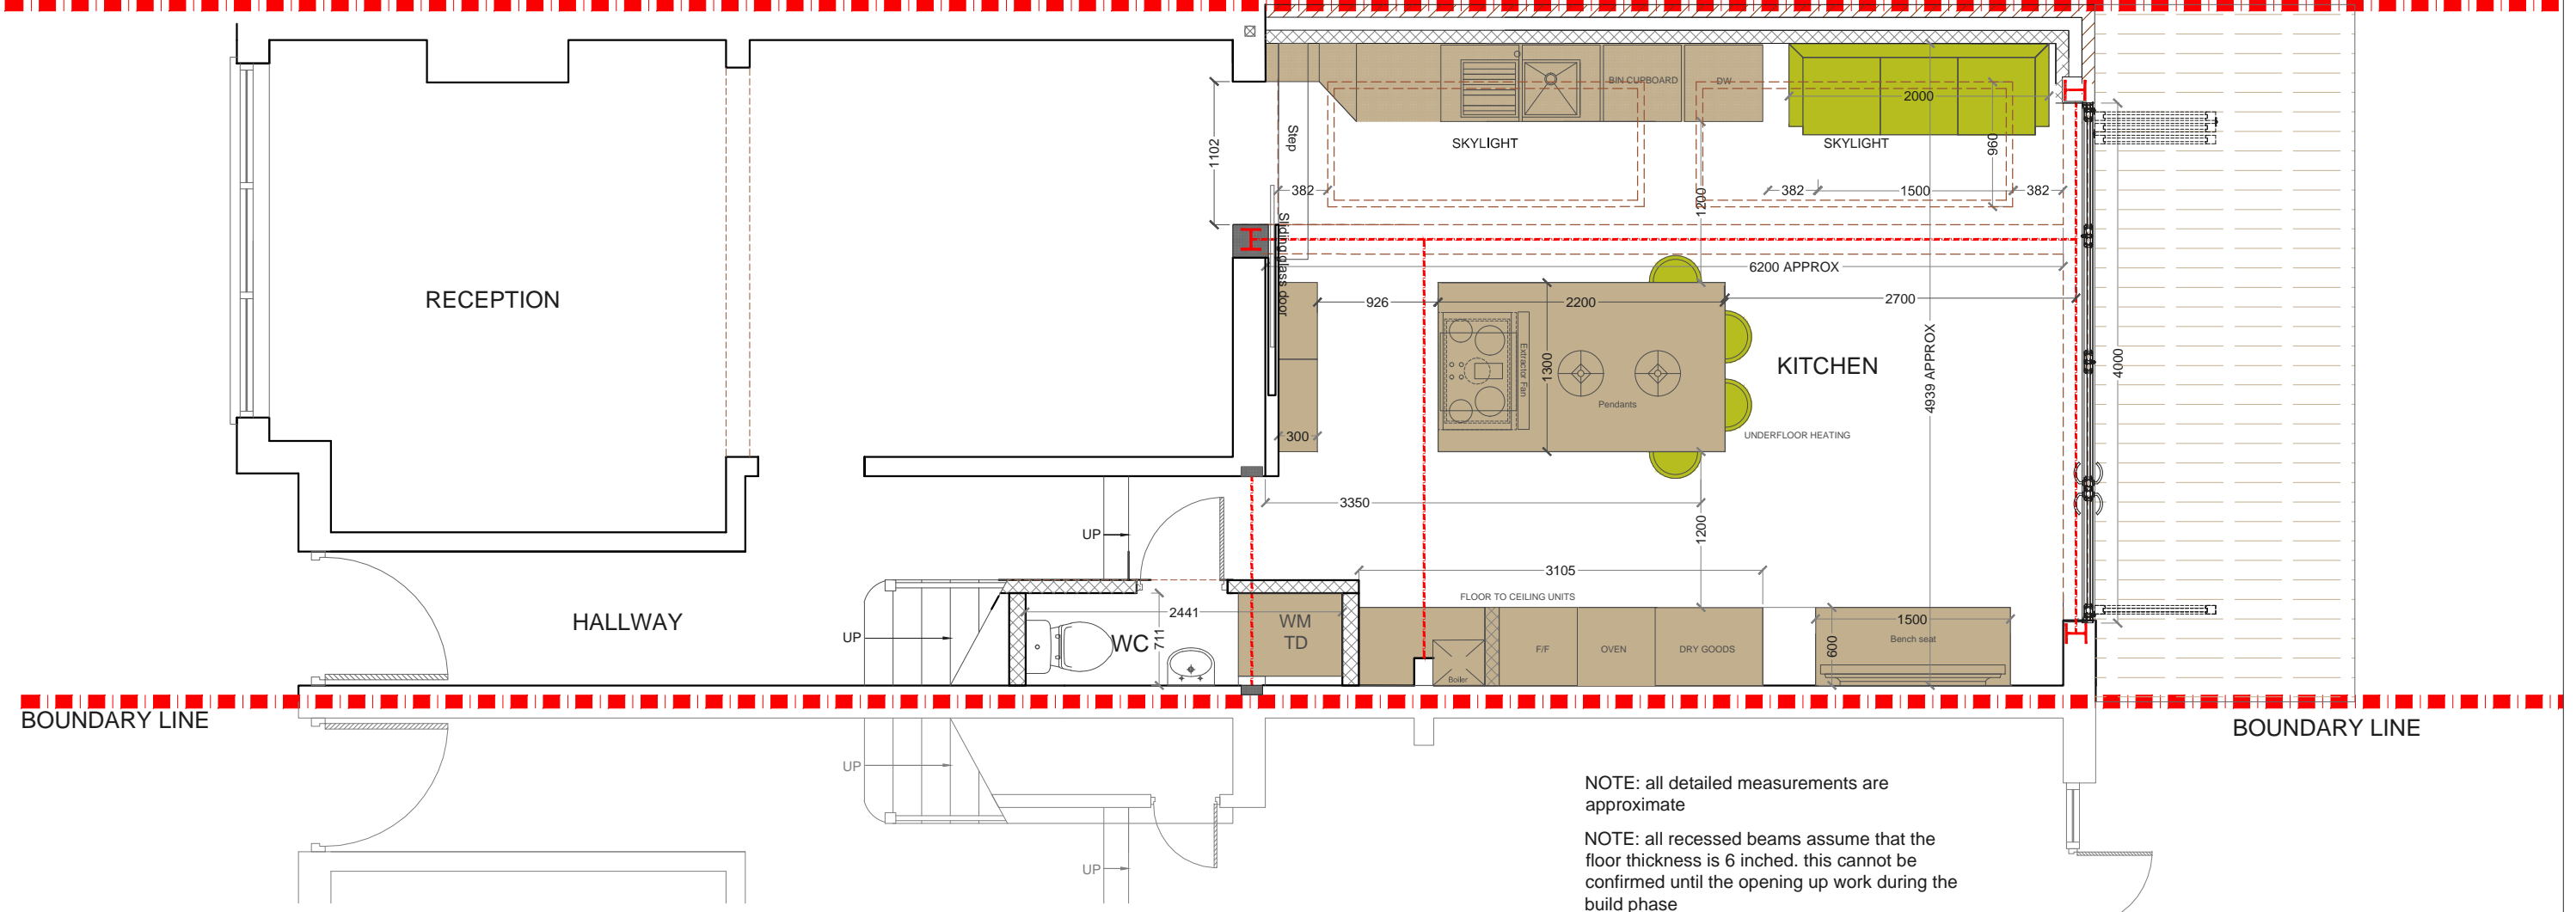 BIN CUPBOARD
DW
2000
SKYLIGHT
SKYLIGHT
960
1102
Step
382
1200
382
1500
382
Sliding glass door
6200 APPROX
RECEPTION
926
2200
2700
1300
Extractor Fan
Pendants
KITCHEN
4939 APPROX
4000
300
UNDERFLOOR HEATING
3350
UP
1200
3105
FLOOR TO CEILING UNITS
HALLWAY
UP
2441
WC
711
WM
TD
Boiler
F/F
OVEN
DRY GOODS
600
1500
Bench seat
BOUNDARY LINE
BOUNDARY LINE
UP
UP
NOTE: all detailed measurements are
approximate
NOTE: all recessed beams assume that the
floor thickness is 6 inched. this cannot be
confirmed until the opening up work during the
build phase